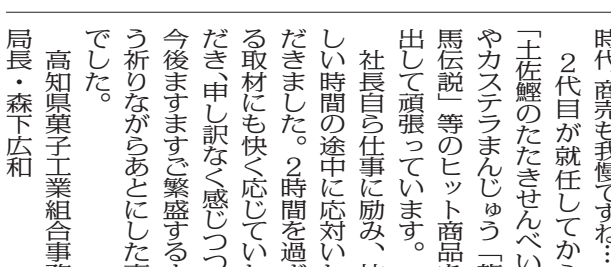 時代、商売も我慢ですね…
2代目が就任してか
「土佐鰹のたたきせんべい
やカステラまんじゅう「
馬伝説」等のヒット商品
出して頑張っています。
社長自ら仕事に励み、
しい時間の途中に応対い
だきました。2時間を過
る取材にも快く応じてい
だき、申し訳なく感じつ
今後ますますご繁盛する
う祈りながらあとにした
でした。
高知県菓子工業組合事務
局長・森下広和